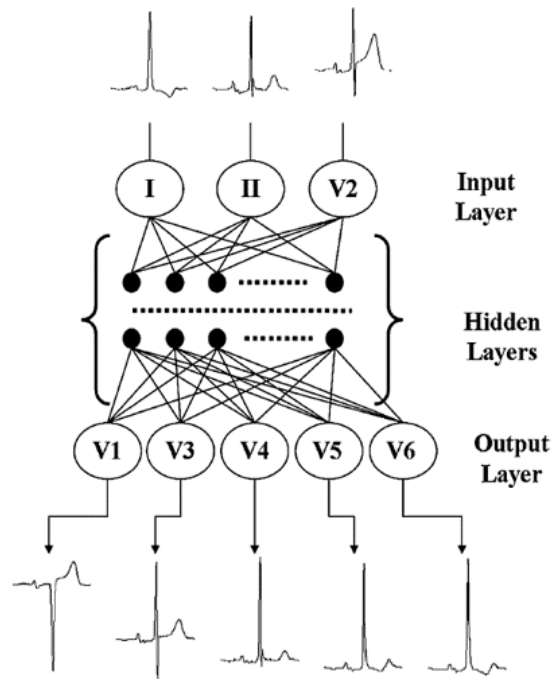 I II V2
Input
Layer
Hidden
Layers
V1 V3 V4 V5 V6
Output
Layer